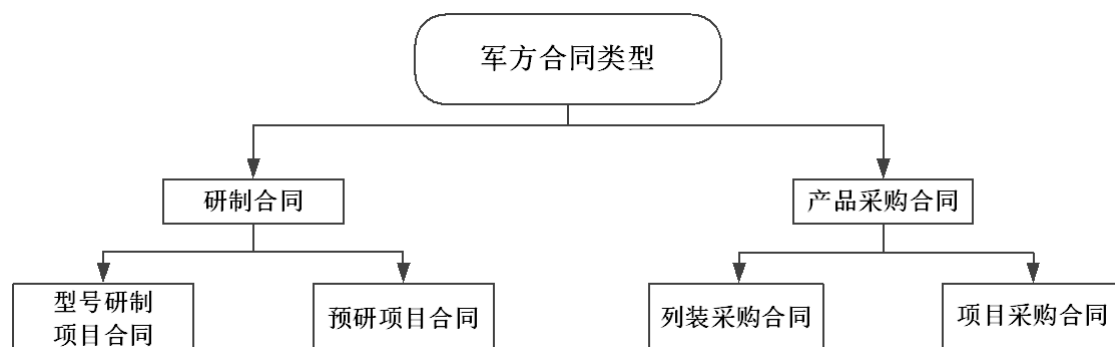 军方合同类型
研制合同
产品采购合同
型号研制
项目合同
预研项目合同
列装采购合同
项目采购合同